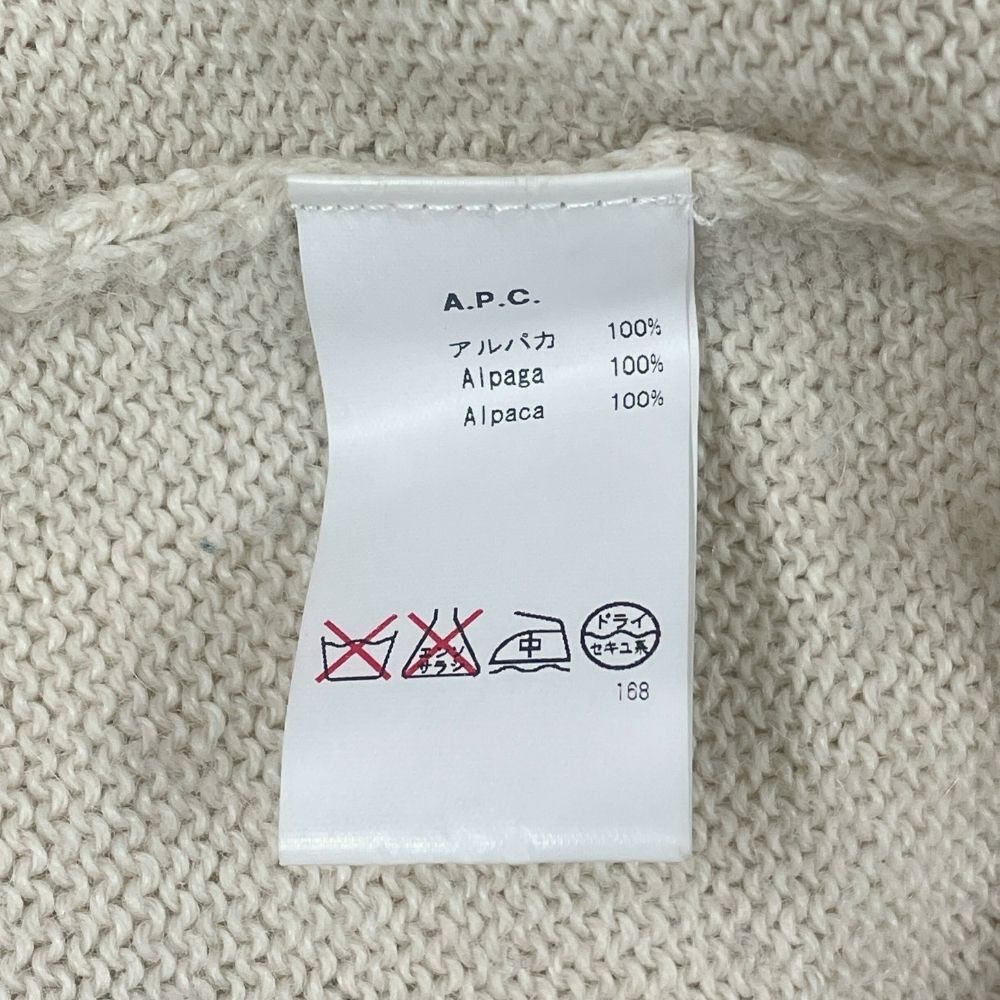 A.P.C.
アルパカ 100%
Alpaga 100%
Alpaca 100%
エンソ
サラシ
中
ドライ
セキユ系
168